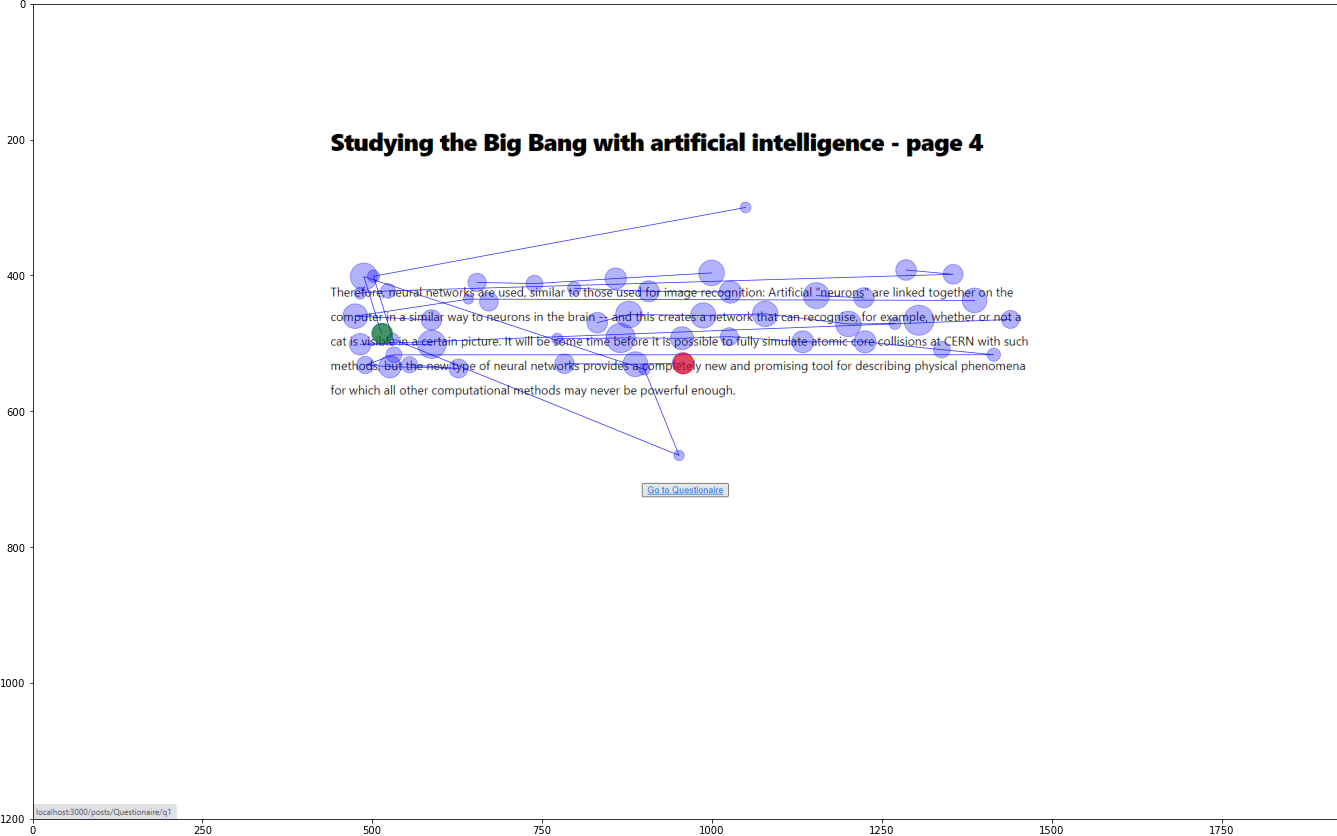 0
200
Studying the Big Bang with artificial intelligence - page 4
400
Therefore, neural networks are used, similar to those used for image recognition: Artificial "neurons" are linked together on the
computer in a similar way to neurons in the brain – and this creates a network that can recognise, for example, whether or not a
cat is visible in a certain picture. It will be some time before it is possible to fully simulate atomic core collisions at CERN with such
methods, but the new type of neural networks provides a completely new and promising tool for describing physical phenomena
for which all other computational methods may never be powerful enough.
600
Go to Questionaire
800
1000
localhost:3000/posts/Questionaire/q1
1200
0 250 500 750 1000 1250 1500 1750